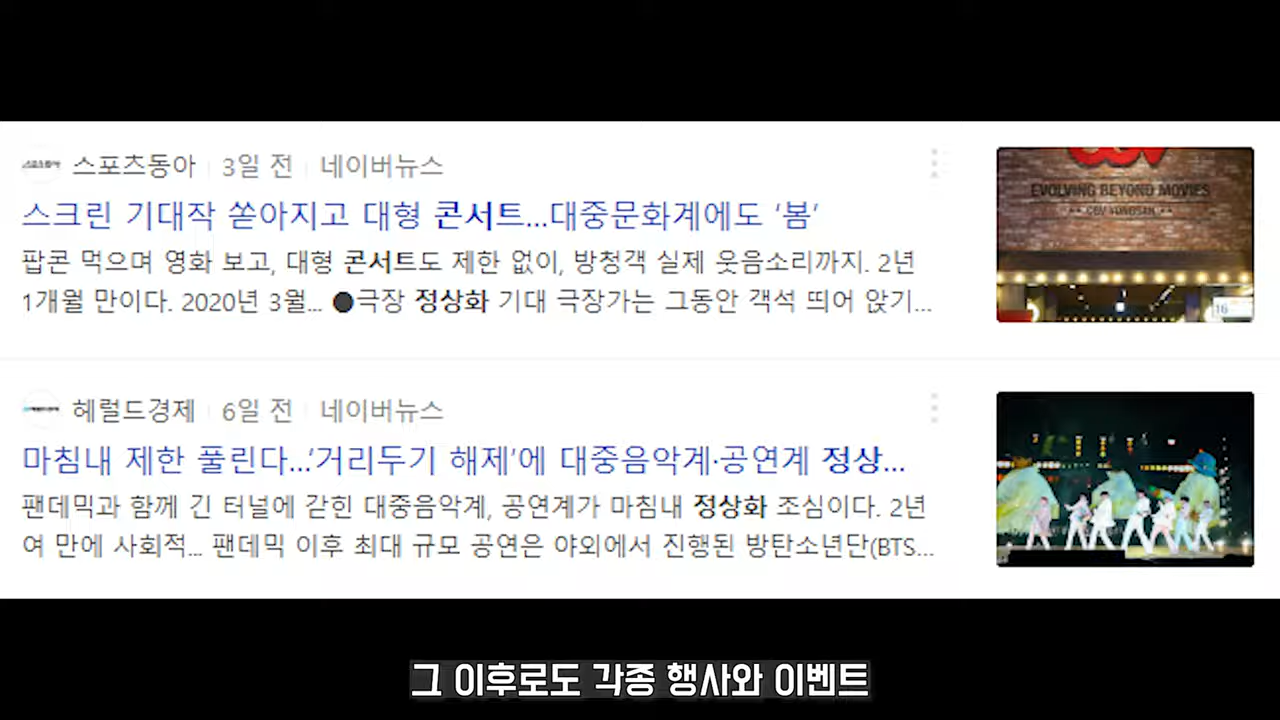 스포츠동아 3일 전 네이버뉴스
스크린 기대작 쏟아지고 대형 콘서트...대중문화계에도 '봄'
팝콘 먹으며 영화 보고, 대형 콘서트도 제한 없이, 방청객 실제 웃음소리까지. 2년
1개월 만이다. 2020년 3월... ●극장 정상화 기대 극장가는 그동안 객석 띄어 앉기...
CGV
EVOLVING BEYOND MOVIES
CGV YONGSAN
16
헤럴드경제 6일 전 네이버뉴스
마침내 제한 풀린다...'거리두기 해제'에 대중음악계·공연계 정상...
팬데믹과 함께 긴 터널에 갇힌 대중음악계, 공연계가 마침내 정상화 조심이다. 2년
여 만에 사회적... 팬데믹 이후 최대 규모 공연은 야외에서 진행된 방탄소년단(BTS...
그 이후로도 각종 행사와 이벤트